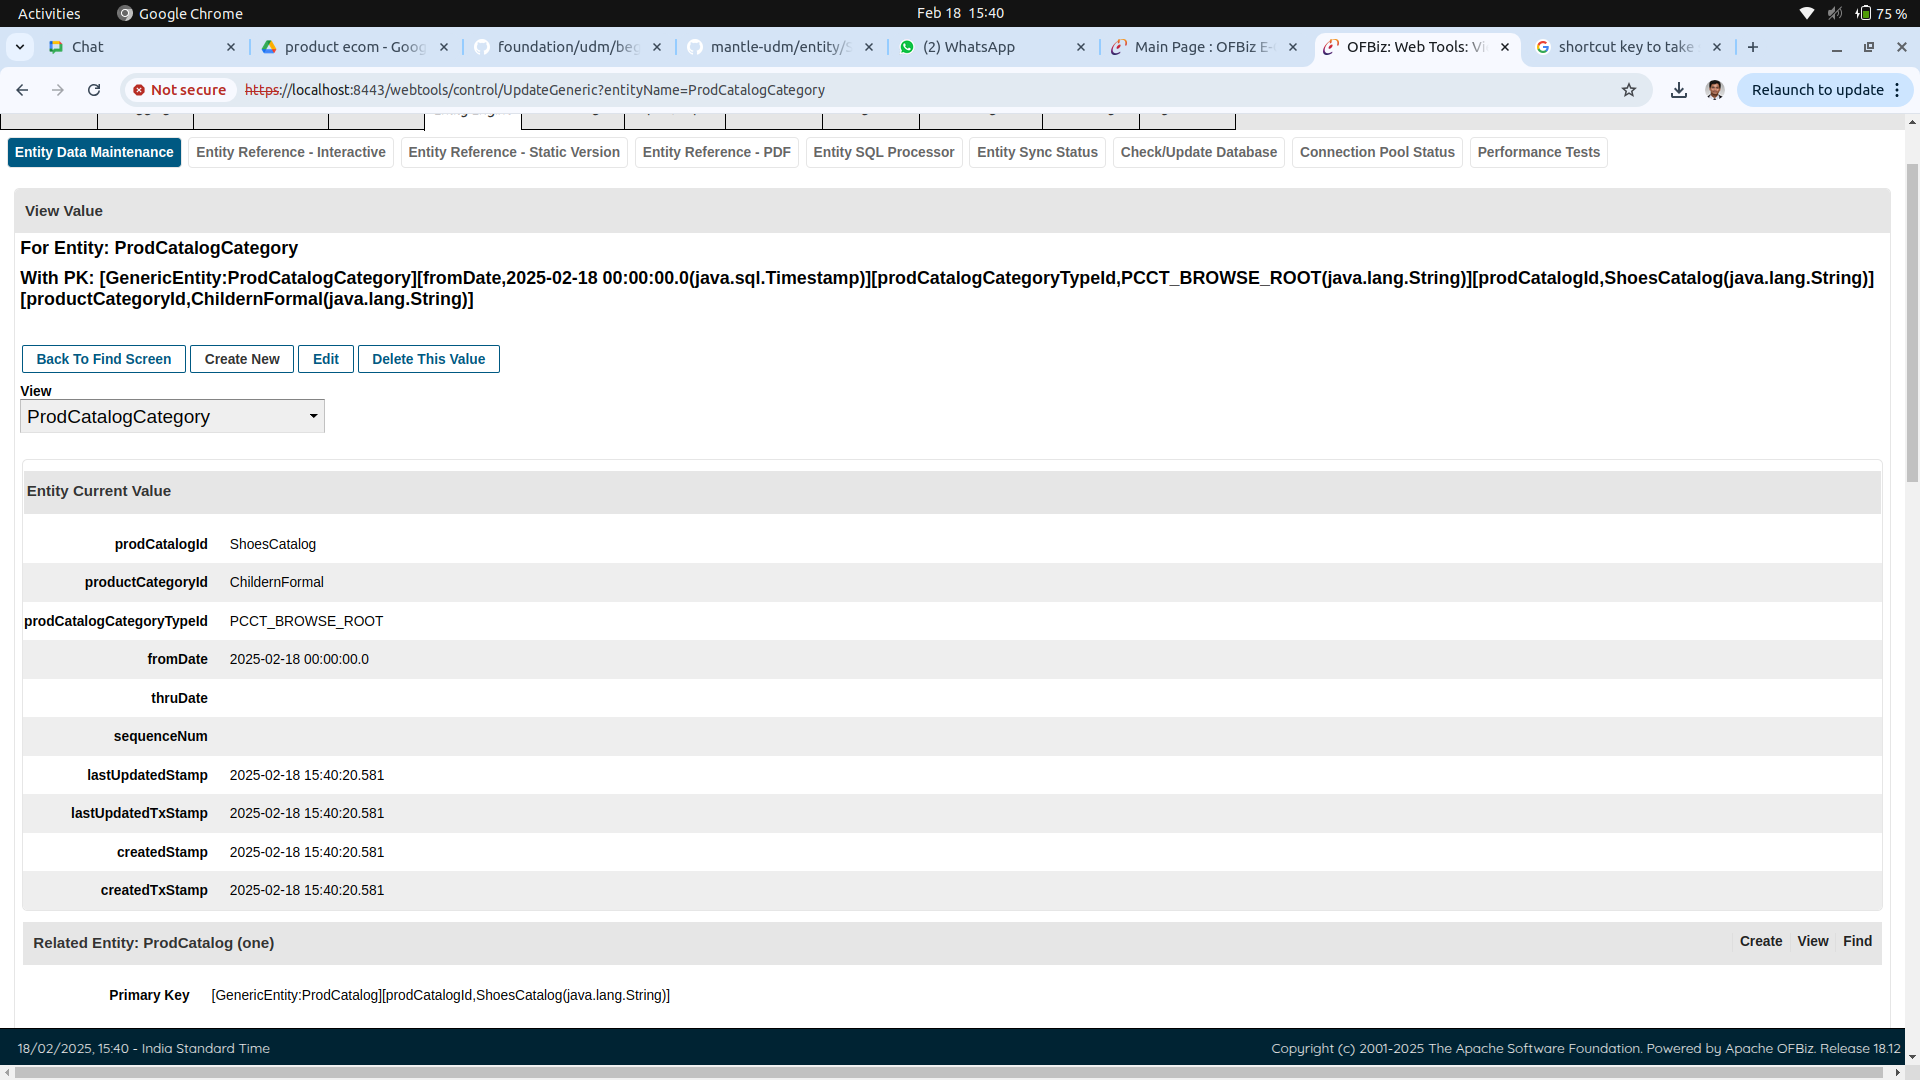 Activities Google Chrome Feb 18 15:40 75 %
Chat product ecom - Goog foundation/udm/beg mantle-udm/entity/S (2) WhatsApp Main Page : OFBiz E- OFBiz: Web Tools: Vi shortcut key to take
Not secure https://localhost:8443/webtools/control/UpdateGeneric?entityName=ProdCatalogCategory Relaunch to update
Entity Data Maintenance Entity Reference - Interactive Entity Reference - Static Version Entity Reference - PDF Entity SQL Processor Entity Sync Status Check/Update Database Connection Pool Status Performance Tests
View Value
For Entity: ProdCatalogCategory
With PK: [GenericEntity:ProdCatalogCategory][fromDate,2025-02-18 00:00:00.0(java.sql.Timestamp)][prodCatalogCategoryTypeId,PCCT_BROWSE_ROOT(java.lang.String)][prodCatalogId,ShoesCatalog(java.lang.String)]
[productCategoryId,ChildernFormal(java.lang.String)]
Back To Find Screen Create New Edit Delete This Value
View
ProdCatalogCategory
Entity Current Value
prodCatalogId ShoesCatalog
productCategoryId ChildernFormal
prodCatalogCategoryTypeId PCCT_BROWSE_ROOT
fromDate 2025-02-18 00:00:00.0
thruDate
sequenceNum
lastUpdatedStamp 2025-02-18 15:40:20.581
lastUpdatedTxStamp 2025-02-18 15:40:20.581
createdStamp 2025-02-18 15:40:20.581
createdTxStamp 2025-02-18 15:40:20.581
Related Entity: ProdCatalog (one) Create View Find
Primary Key [GenericEntity:ProdCatalog][prodCatalogId,ShoesCatalog(java.lang.String)]
18/02/2025, 15:40 - India Standard Time Copyright (c) 2001-2025 The Apache Software Foundation. Powered by Apache OFBiz. Release 18.12